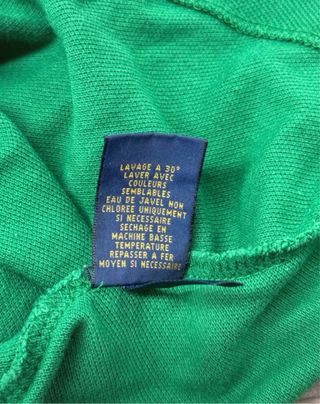 LAVAGE A 30°
LAVER AVEC
COULEURS
SEMBLABLES
EAU DE JAVEL NON
CHLOREE UNIQUEMENT
SI NECESSAIRE
SECHAGE EN
MACHINE BASSE
TEMPERATURE
REPASSER A FER
MOYEN SI NECESSAIRE